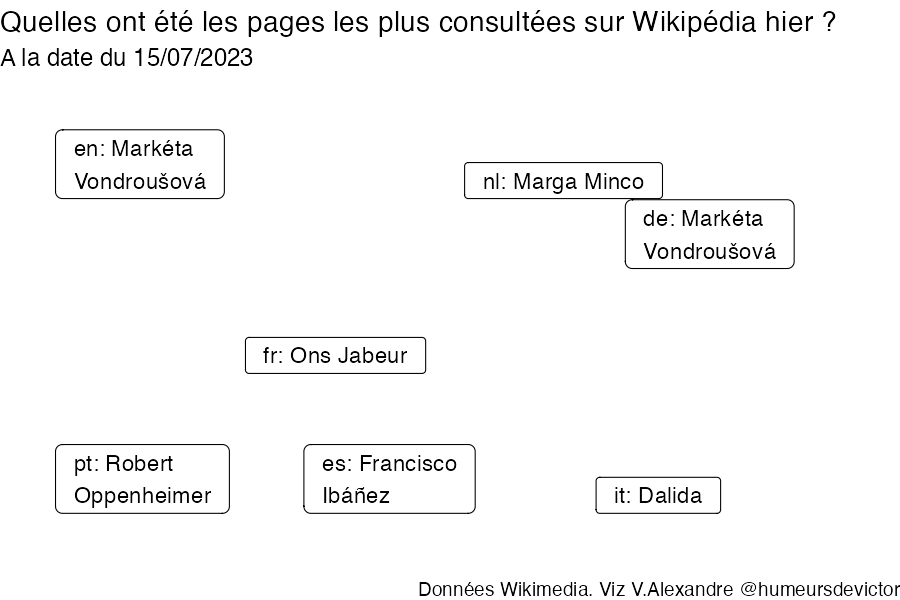 Quelles ont été les pages les plus consultées sur Wikipédia hier ?
A la date du 15/07/2023
en: Markéta
Vondroušová
nl: Marga Minco
de: Markéta
Vondroušová
fr: Ons Jabeur
pt: Robert
Oppenheimer
es: Francisco
Ibáñez
it: Dalida
Données Wikimedia. Viz V.Alexandre @humeursdevictor